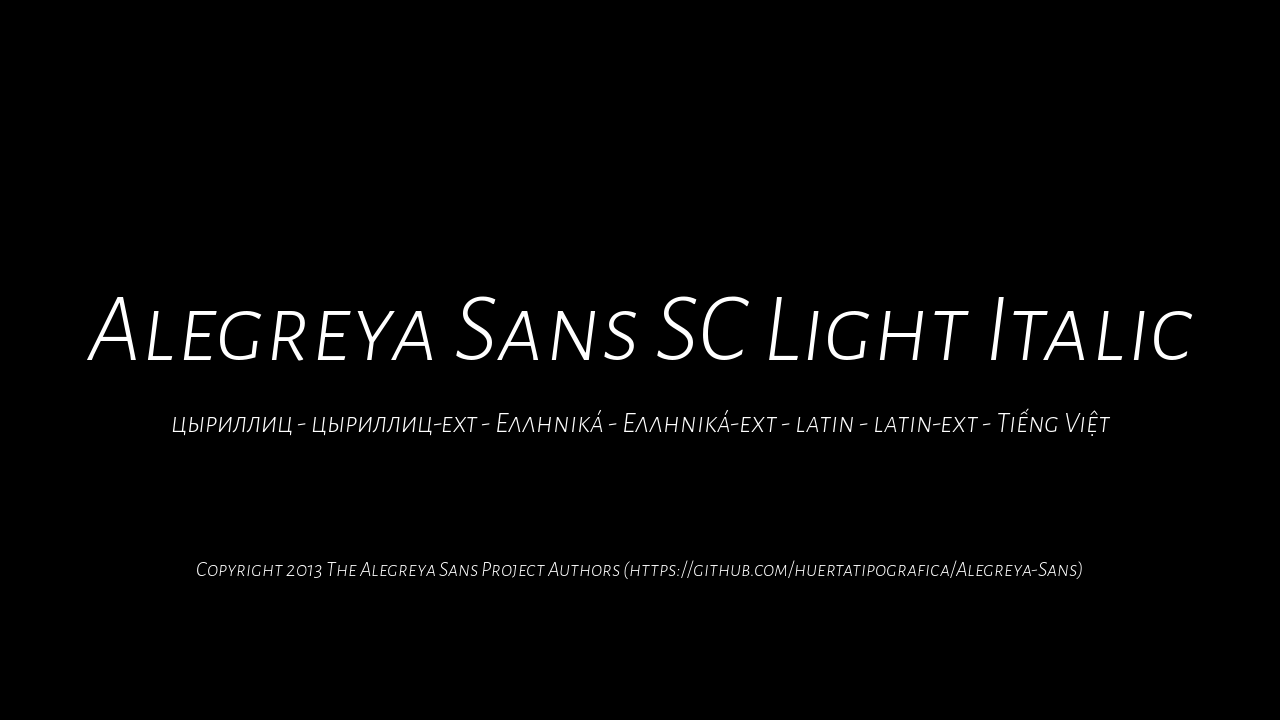 Alegreya Sans SC Light Italic
цыриллиц - цыриллиц-ext - Ελληνικά - Ελληνικά-ext - latin - latin-ext - Tiếng Việt
Copyright 2013 The Alegreya Sans Project Authors (https://github.com/huertatipografica/Alegreya-Sans)